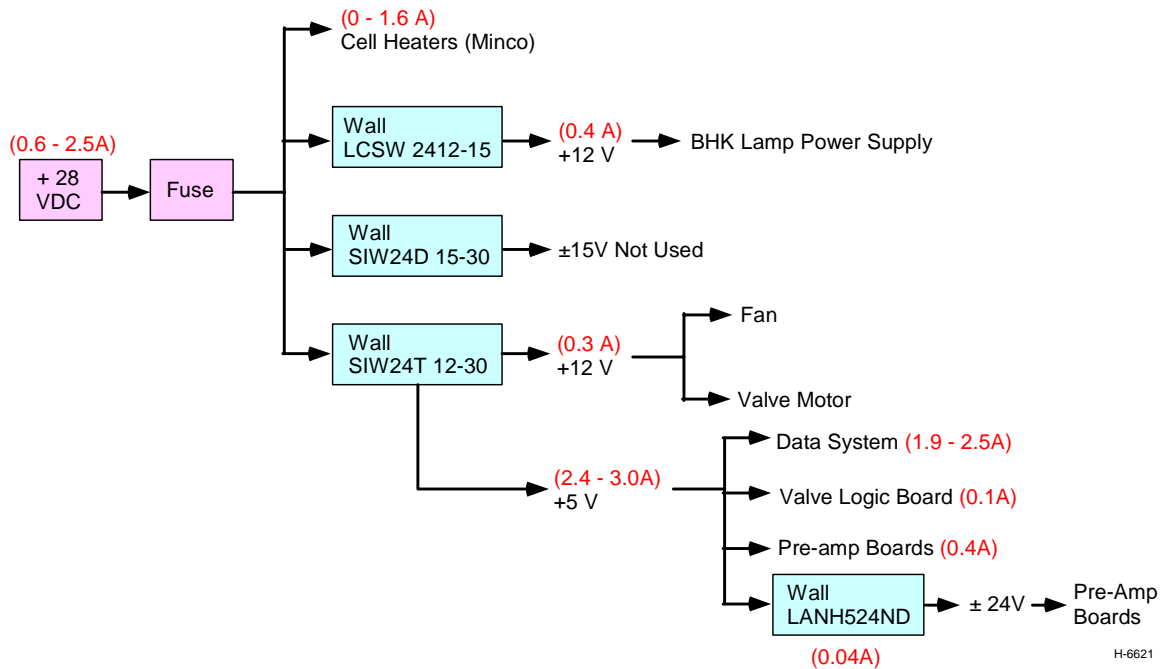 (0 - 1.6 A)
Cell Heaters (Minco)
(0.6 - 2.5A)
+ 28
VDC
Fuse
Wall
LCSW 2412-15
(0.4 A)
+12 V
BHK Lamp Power Supply
Wall
SIW24D 15-30
±15V Not Used
Wall
SIW24T 12-30
(0.3 A)
+12 V
Fan
Valve Motor
(2.4 - 3.0A)
+5 V
Data System (1.9 - 2.5A)
Valve Logic Board (0.1A)
Pre-amp Boards (0.4A)
Wall
LANH524ND
(0.04A)
± 24V
Pre-Amp
Boards
H-6621